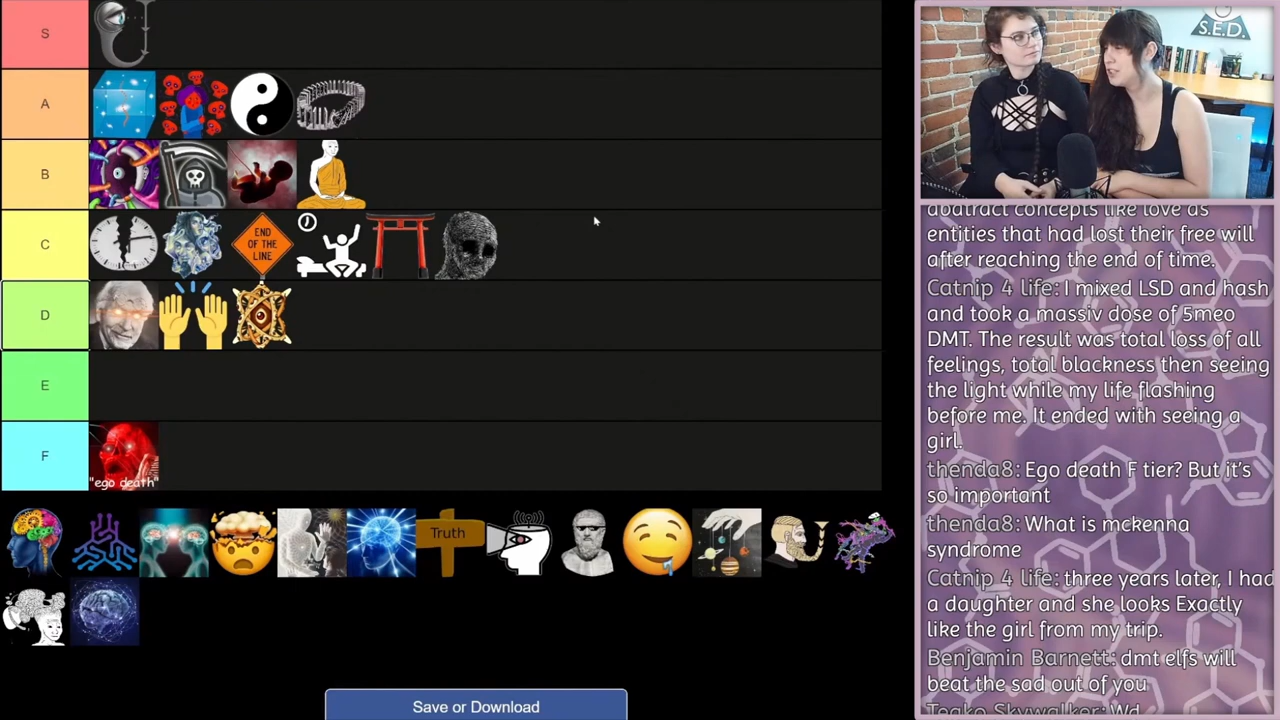 S
A
B
C
END
OF THE
LINE
D
E
F
"ego death"
Truth
Save or Download
S.E.D.
abstract concepts like love as
entities that had lost their free will
after reaching the end of time.
Catnip 4 life: I mixed LSD and hash
and took a massiv dose of 5meo
DMT. The result was total loss of all
feelings, total blackness then seeing
the light while my life flashing
before me. It ended with seeing a
girl.
thenda8: Ego death F tier? But it's
so important
thenda8: What is mckenna
syndrome
Catnip 4 life: three years later, I had
a daughter and she looks Exactly
like the girl from my trip.
Benjamin Barnett: dmt elfs will
beat the sad out of you